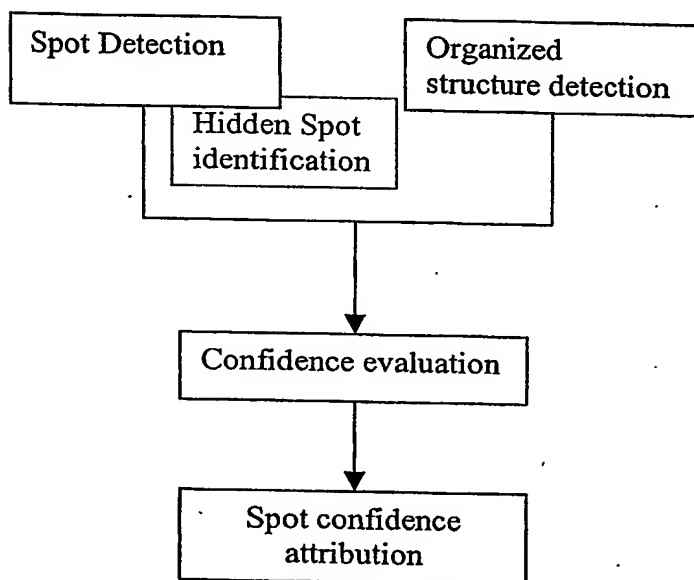 Spot Detection
Organized
structure detection
Hidden Spot
identification
Confidence evaluation
Spot confidence
attribution